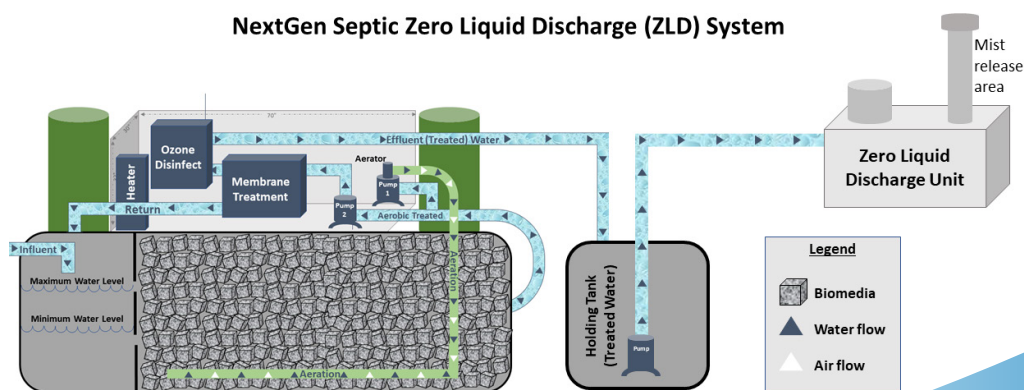 NextGen Septic Zero Liquid Discharge (ZLD) System
Mist
release
area
70"
Ozone
Disinfect
Effluent (Treated) Water
Aerator
Heater
Membrane
Treatment
Pump
1
Pump
2
Return
Aerobic Treated
Zero Liquid
Discharge Unit
Influent
Maximum Water Level
Minimum Water Level
Aeration
Aeration
Holding Tank
(Treated Water)
Pump
Legend
Biomedia
Water flow
Air flow